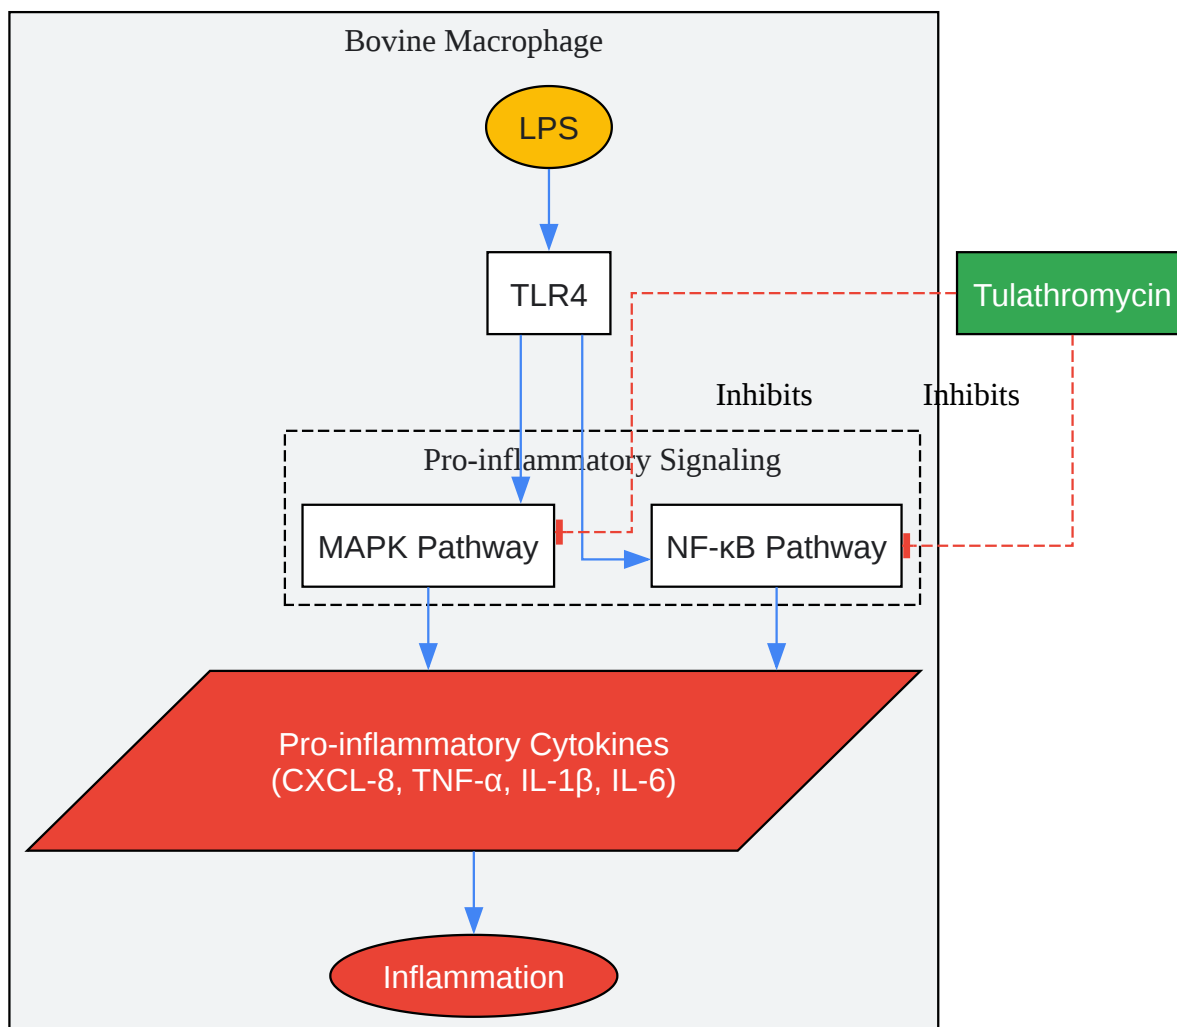 Bovine Macrophage
LPS
TLR4
Tulathromycin
Inhibits
Inhibits
Pro-inflammatory Signaling
MAPK Pathway
NF-κB Pathway
Pro-inflammatory Cytokines
(CXCL-8, TNF-α, IL-1β, IL-6)
Inflammation